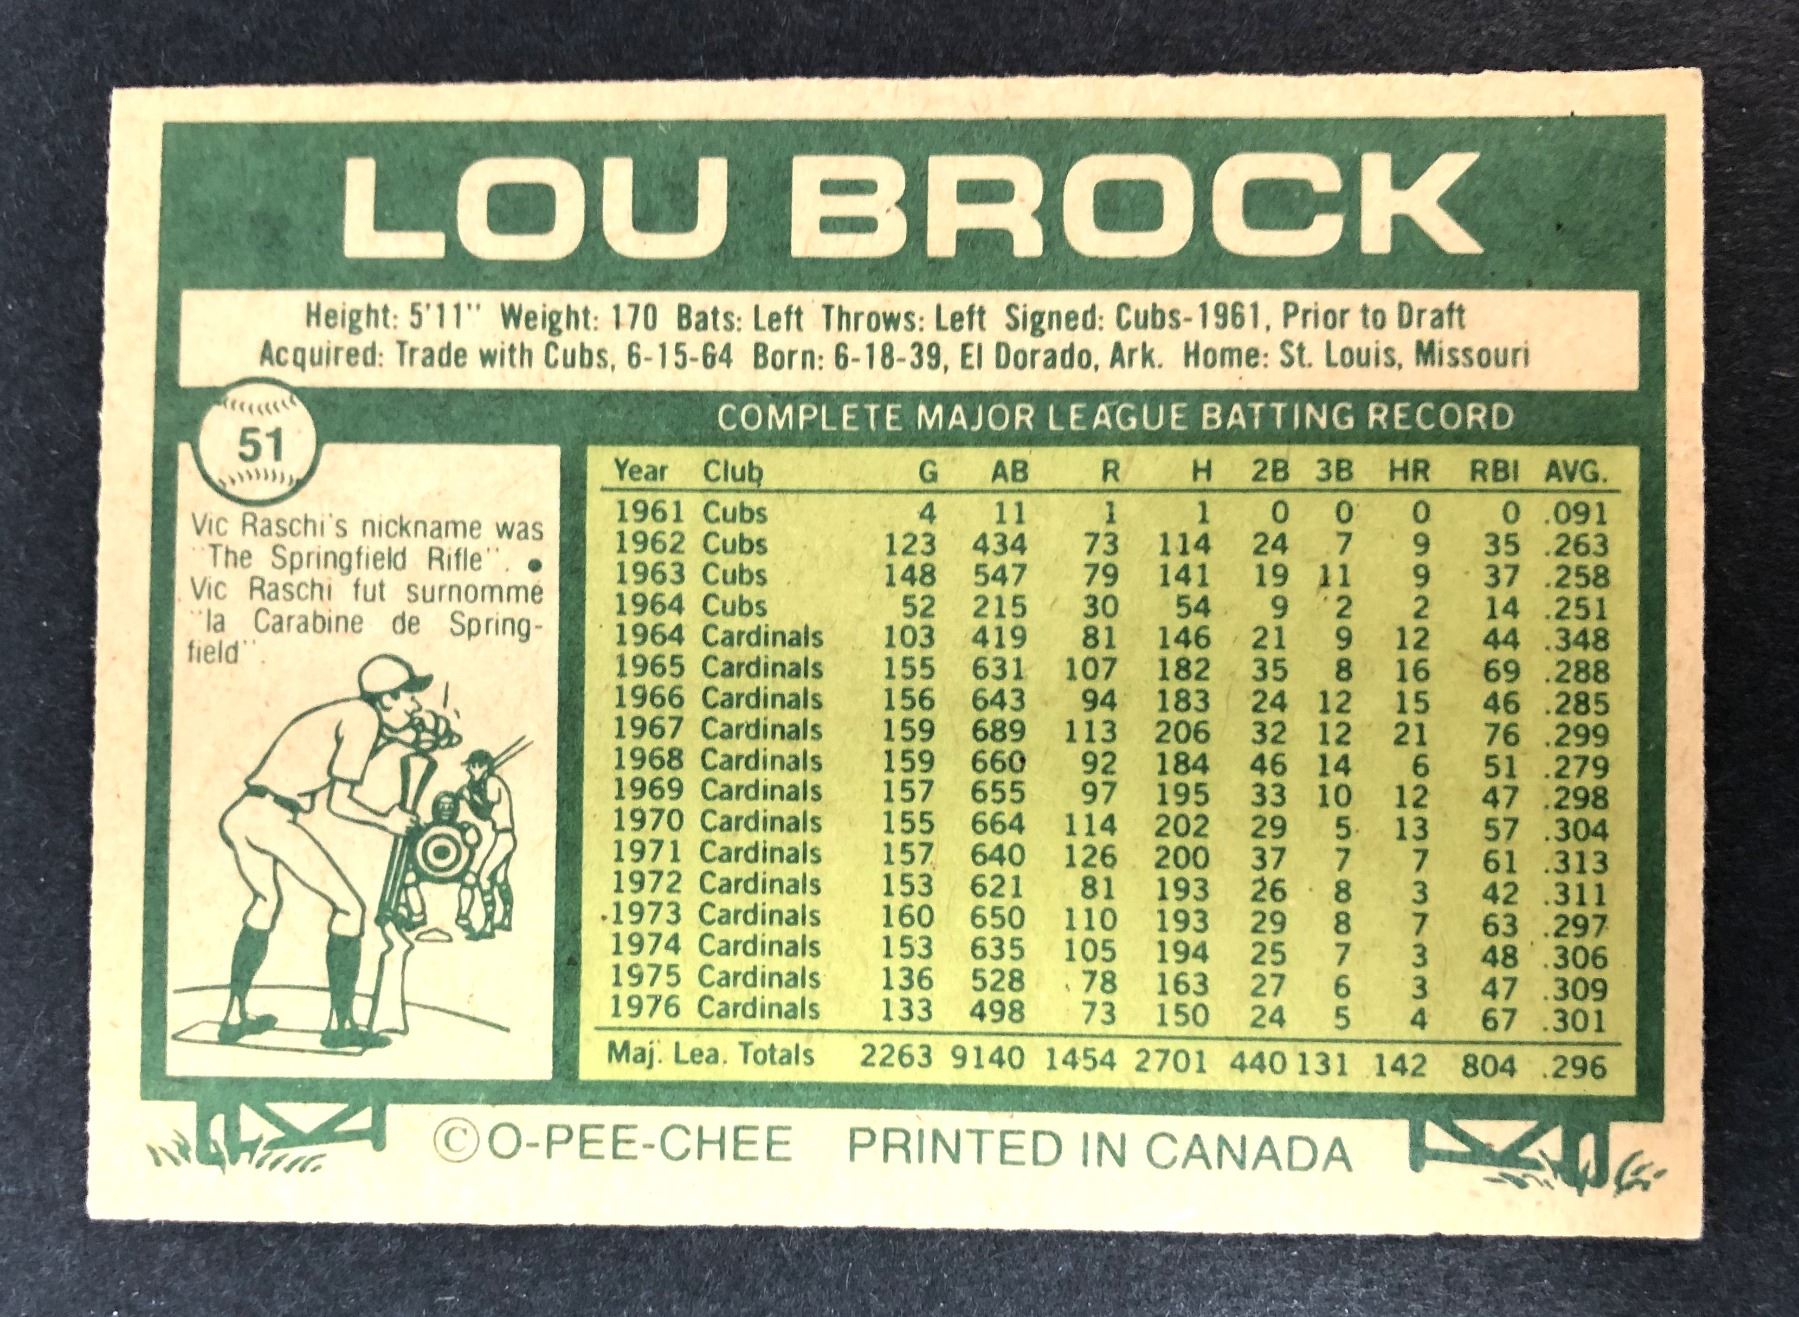 LOU BROCK
Height: 5'11" Weight: 170 Bats: Left Throws: Left Signed: Cubs-1961, Prior to Draft
Acquired: Trade with Cubs, 6-15-64 Born: 6-18-39, El Dorado, Ark. Home: St. Louis, Missouri
51
Vic Raschi's nickname was
"The Springfield Rifle". •
Vic Raschi fut surnommé
"la Carabine de Spring-
field".
COMPLETE MAJOR LEAGUE BATTING RECORD
Year Club G AB R H 2B 3B HR RBI AVG.
1961 Cubs 4 11 1 1 0 0 0 0 .091
1962 Cubs 123 434 73 114 24 7 9 35 .263
1963 Cubs 148 547 79 141 19 11 9 37 .258
1964 Cubs 52 215 30 54 9 2 2 14 .251
1964 Cardinals 103 419 81 146 21 9 12 44 .348
1965 Cardinals 155 631 107 182 35 8 16 69 .288
1966 Cardinals 156 643 94 183 24 12 15 46 .285
1967 Cardinals 159 689 113 206 32 12 21 76 .299
1968 Cardinals 159 660 92 184 46 14 6 51 .279
1969 Cardinals 157 655 97 195 33 10 12 47 .298
1970 Cardinals 155 664 114 202 29 5 13 57 .304
1971 Cardinals 157 640 126 200 37 7 7 61 .313
1972 Cardinals 153 621 81 193 26 8 3 42 .311
1973 Cardinals 160 650 110 193 29 8 7 63 .297
1974 Cardinals 153 635 105 194 25 7 3 48 .306
1975 Cardinals 136 528 78 163 27 6 3 47 .309
1976 Cardinals 133 498 73 150 24 5 4 67 .301
Maj. Lea. Totals 2263 9140 1454 2701 440 131 142 804 .296
©O-PEE-CHEE PRINTED IN CANADA